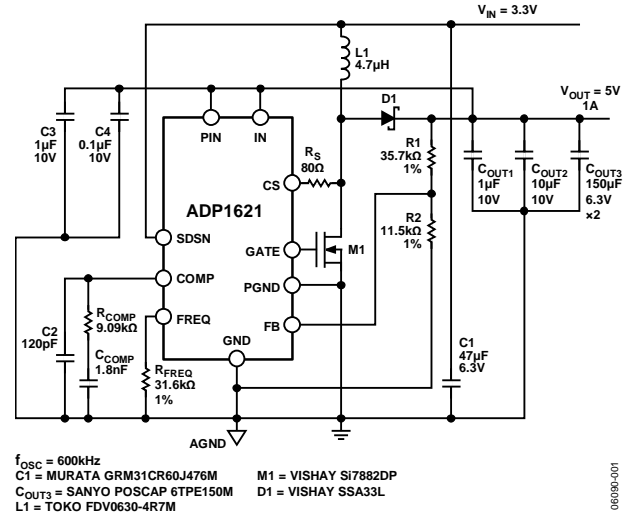 V_IN = 3.3V
L1
4.7µH
D1
V_OUT = 5V
1A
C3
1µF
10V
C4
0.1µF
10V
PIN
IN
R_S
80Ω
CS
R1
35.7kΩ
1%
C_OUT1
1µF
10V
C_OUT2
10µF
10V
C_OUT3
150µF
6.3V
×2
ADP1621
SDSN
GATE
M1
R2
11.5kΩ
1%
COMP
PGND
FREQ
FB
GND
C2
120pF
R_COMP
9.09kΩ
C_COMP
1.8nF
R_FREQ
31.6kΩ
1%
C1
47µF
6.3V
AGND
f_OSC = 600kHz
C1 = MURATA GRM31CR60J476M
C_OUT3 = SANYO POSCAP 6TPE150M
L1 = TOKO FDV0630-4R7M
M1 = VISHAY Si7882DP
D1 = VISHAY SSA33L
06090-001